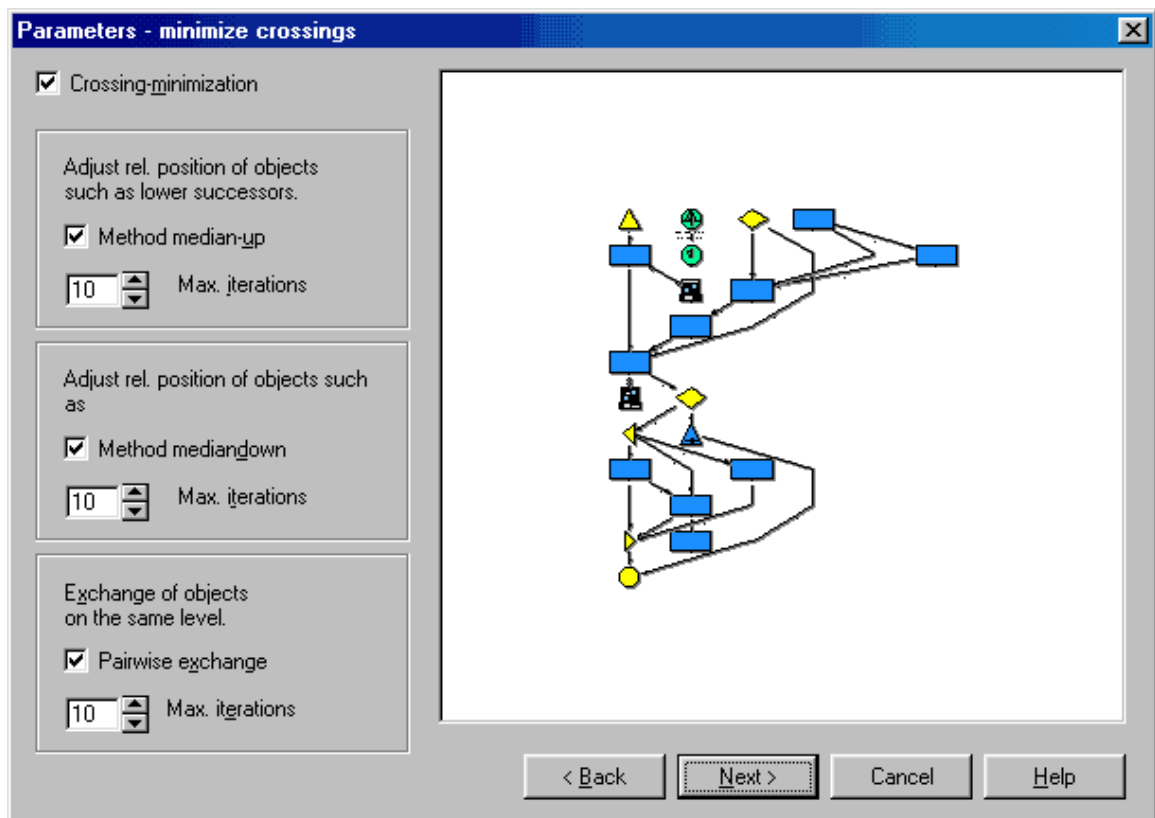 Parameters - minimize crossings
Crossing-minimization
Adjust rel. position of objects
such as lower successors.
Method median-up
10 Max. iterations
Adjust rel. position of objects such
as
Method mediandown
10 Max. iterations
Exchange of objects
on the same level.
Pairwise exchange
10 Max. iterations
< Back Next > Cancel Help